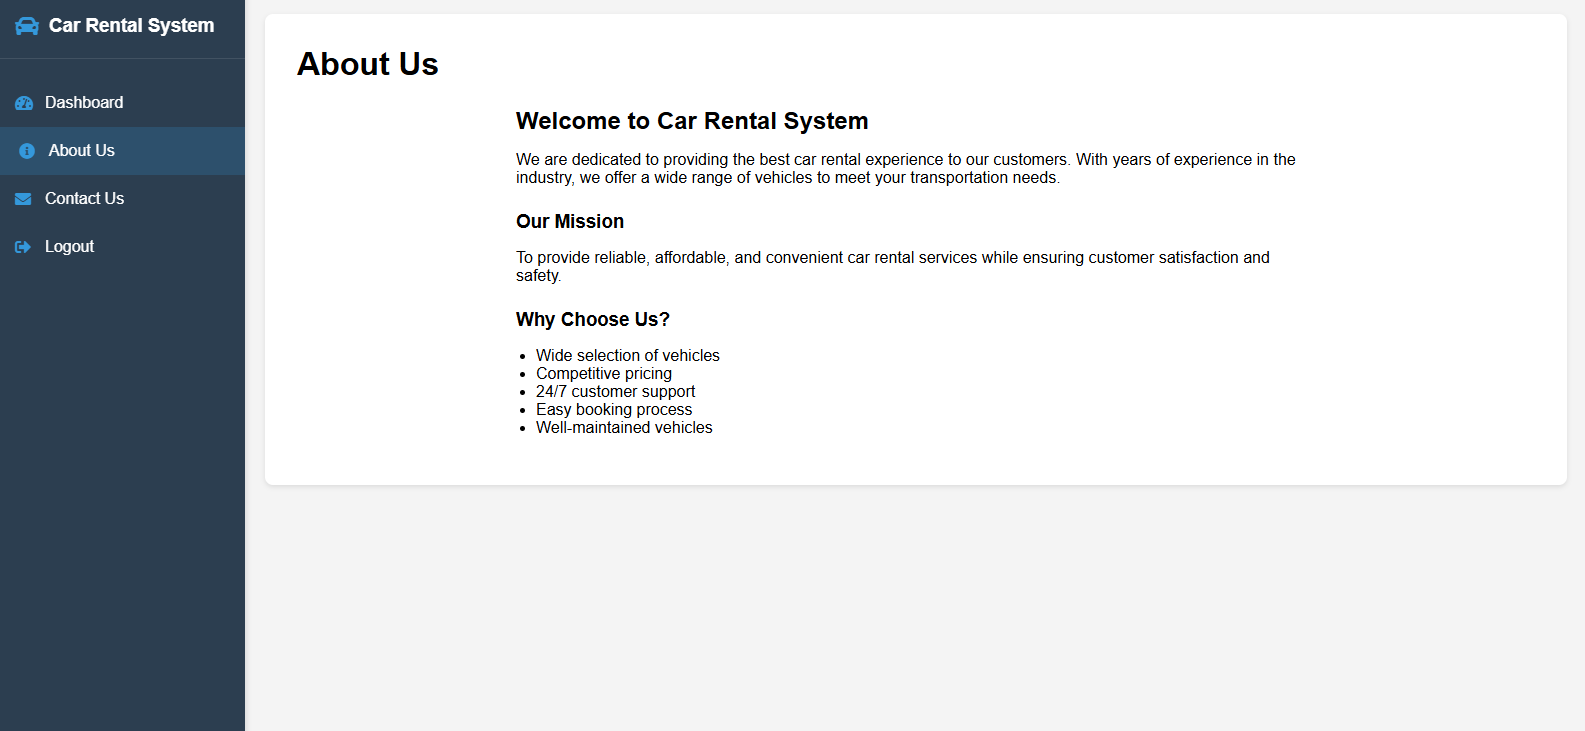 Car Rental System
Dashboard
About Us
Contact Us
Logout
About Us
Welcome to Car Rental System
We are dedicated to providing the best car rental experience to our customers. With years of experience in the
industry, we offer a wide range of vehicles to meet your transportation needs.
Our Mission
To provide reliable, affordable, and convenient car rental services while ensuring customer satisfaction and
safety.
Why Choose Us?
• Wide selection of vehicles
• Competitive pricing
• 24/7 customer support
• Easy booking process
• Well-maintained vehicles